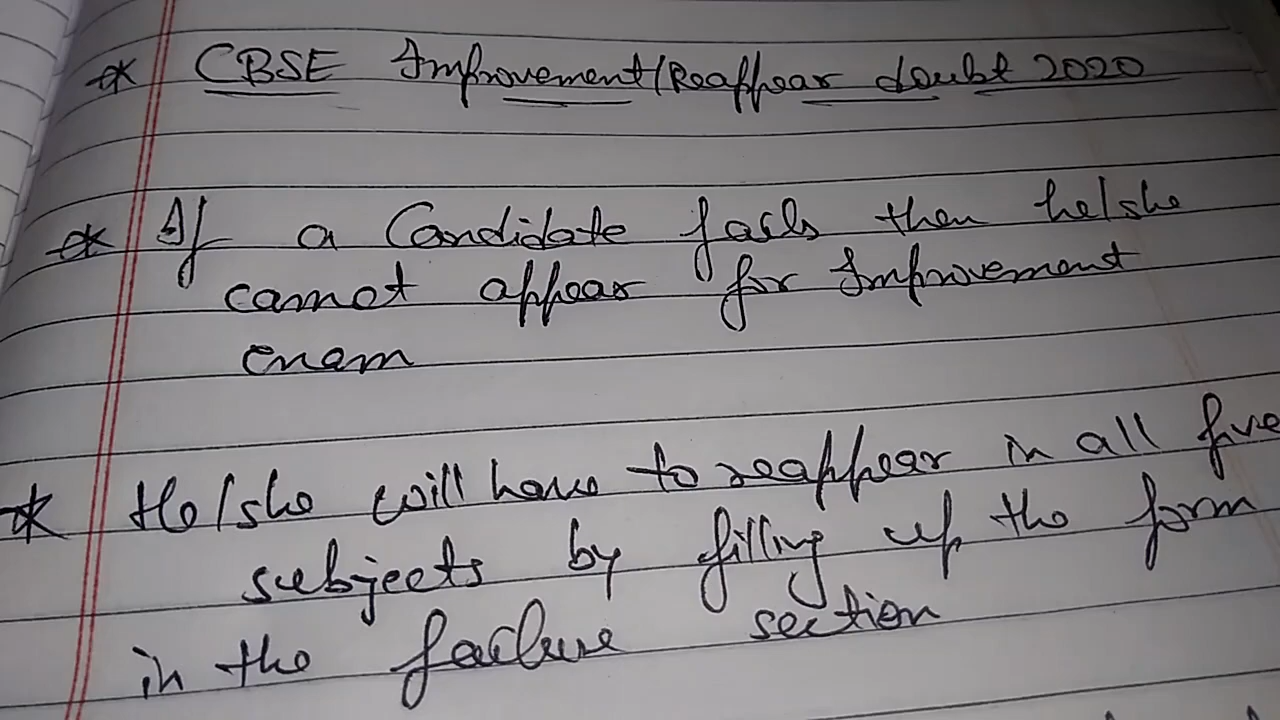 * CBSE Improvement/Reappear doubt 2020
* If a Candidate fails then he/she
cannot appear for Improvement
exam
* He/she will have to reappear in all five
subjects by filling up the form
in the failure section